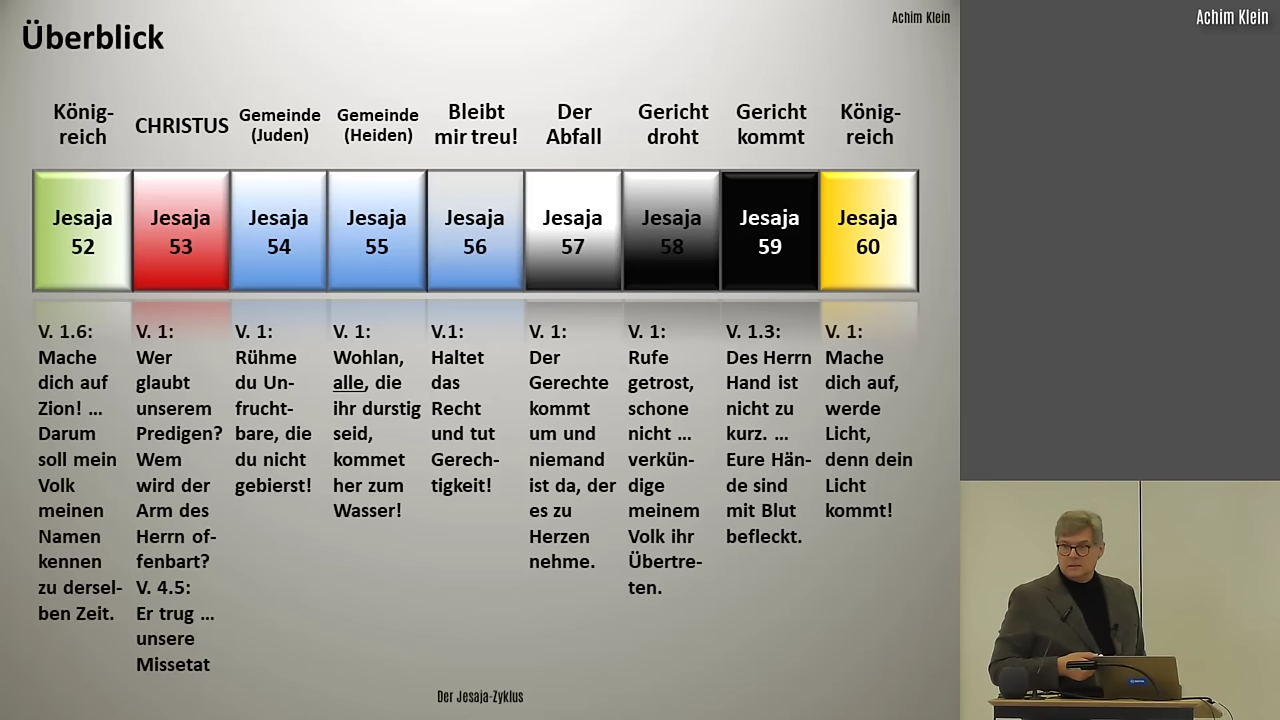 Achim Klein
Achim Klein
Überblick
König-
reich
CHRISTUS
Gemeinde
(Juden)
Gemeinde
(Heiden)
Bleibt
mir treu!
Der
Abfall
Gericht
droht
Gericht
kommt
König-
reich
Jesaja
52
Jesaja
53
Jesaja
54
Jesaja
55
Jesaja
56
Jesaja
57
Jesaja
58
Jesaja
59
Jesaja
60
V. 1.6:
Mache
dich auf
Zion! ...
Darum
soll mein
Volk
meinen
Namen
kennen
zu dersel-
ben Zeit.
V. 1:
Wer
glaubt
unserem
Predigen?
Wem
wird der
Arm des
Herrn of-
fenbart?
V. 4.5:
Er trug ...
unsere
Missetat
V. 1:
Rühme
du Un-
frucht-
bare, die
du nicht
gebierst!
V. 1:
Wohlan,
alle, die
ihr durstig
seid,
kommet
her zum
Wasser!
V.1:
Haltet
das
Recht
und tut
Gerech-
tigkeit!
V. 1:
Der
Gerechte
kommt
um und
niemand
ist da, der
es zu
Herzen
nehme.
V. 1:
Rufe
getrost,
schone
nicht ...
verkün-
dige
meinem
Volk ihr
Übertre-
ten.
V. 1.3:
Des Herrn
Hand ist
nicht zu
kurz. ...
Eure Hän-
de sind
mit Blut
befleckt.
V. 1:
Mache
dich auf,
werde
Licht,
denn dein
Licht
kommt!
Der Jesaja-Zyklus